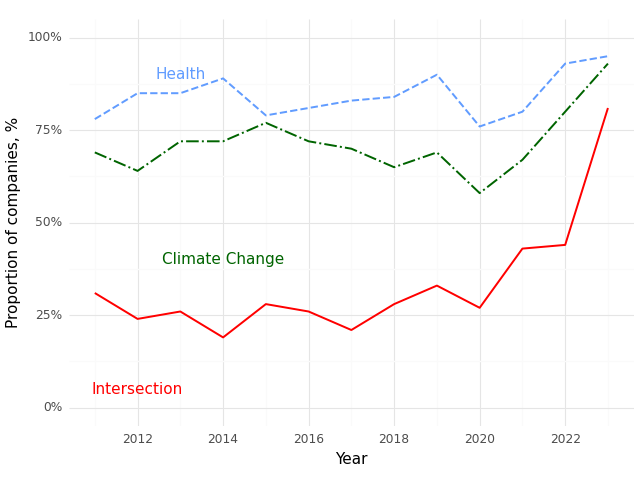 100%
Health
75%
Proportion of companies, %
50%
Climate Change
25%
Intersection
0%
2012 2014 2016 2018 2020 2022
Year